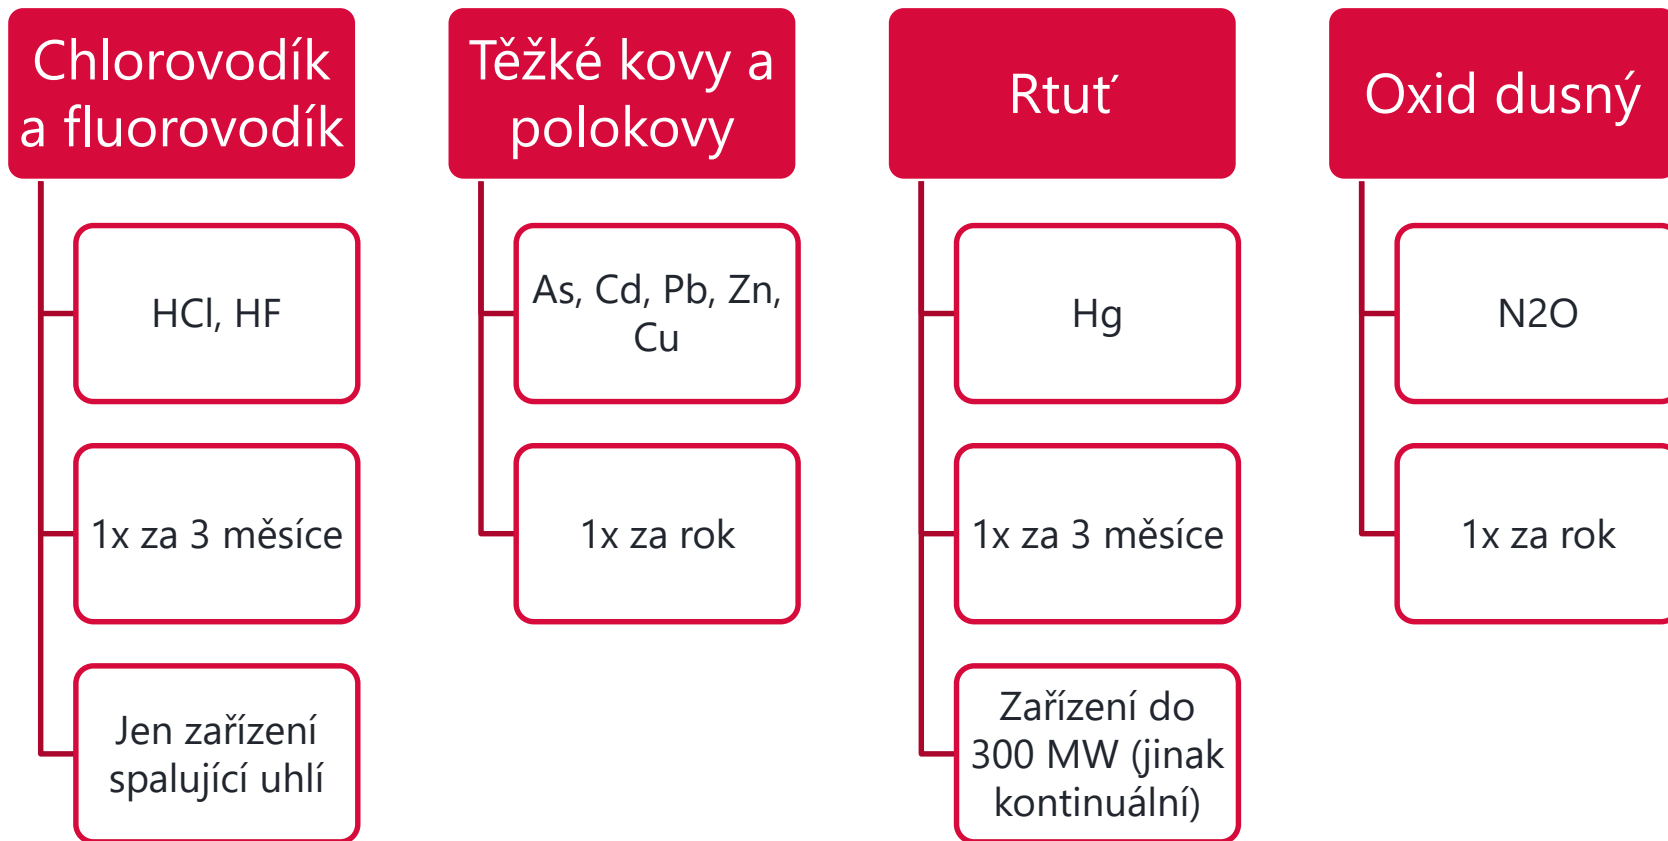 Chlorovodík
a fluorovodík
HCl, HF
1x za 3 měsíce
Jen zařízení
spalující uhlí
Těžké kovy a
polokovy
As, Cd, Pb, Zn,
Cu
1x za rok
Rtuť
Hg
1x za 3 měsíce
Zařízení do
300 MW (jinak
kontinuální)
Oxid dusný
N2O
1x za rok